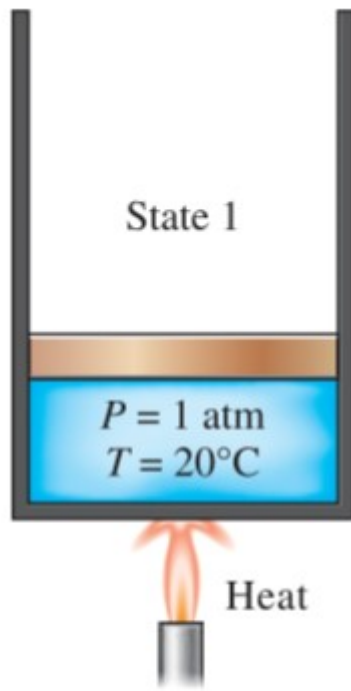 State 1
P = 1 atm
T = 20°C
Heat